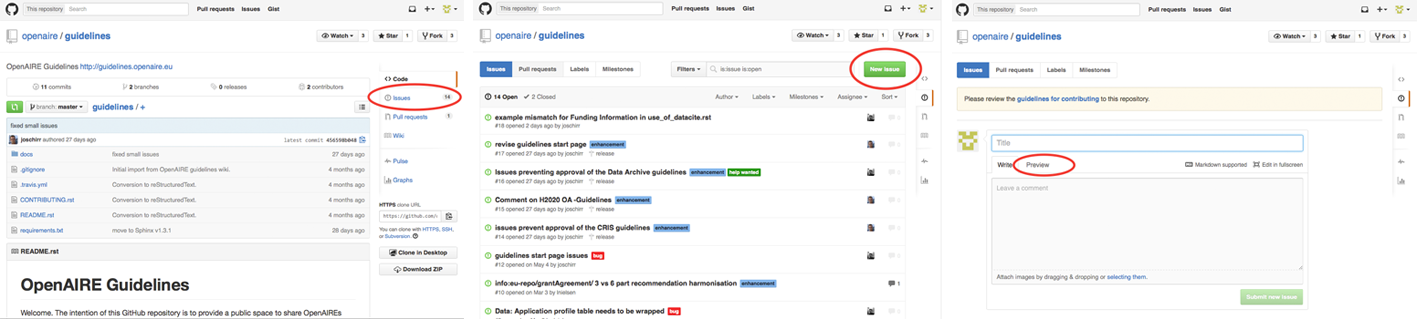 This repository Search Pull requests Issues Gist
openaire / guidelines
Watch 3 Star 1 Fork 3
OpenAIRE Guidelines http://guidelines.openaire.eu
11 commits 2 branches 0 releases 2 contributors
branch: master guidelines / +
fixed small issues
joschirr authored 27 days ago latest commit
docs fixed small issues 27 days ago
.gitignore Initial import from OpenAIRE guidelines wiki. 4 months ago
.travis.yml Conversion to reStructuredText. 4 months ago
CONTRIBUTING.rst Conversion to reStructuredText. 4 months ago
README.rst Conversion to reStructuredText. 4 months ago
requirements.txt move to Sphinx v1.3.1 28 days ago
README.rst
OpenAIRE Guidelines
Welcome. The intention of this GitHub repository is to provide a public space to share OpenAIREs
Code
Issues 14
Pull requests 1
Wiki
Pulse
Graphs
HTTPS clone URL
https://github.com/
You can clone with HTTPS, SSH,
or Subversion.
Clone in Desktop
Download ZIP
This repository Search Pull requests Issues Gist
openaire / guidelines
Watch 3 Star 1 Fork 3
Issues Pull requests Labels Milestones Filters is:issue is:open New issue
14 Open 2 Closed Author Labels Milestones Assignee Sort
example mismatch for Funding Information in use_of_datacite.rst
#18 opened 2 days ago by joschirr
revise guidelines start page enhancement
#17 opened 27 days ago by joschirr release
Issues preventing approval of the Data Archive guidelines enhancement help wanted
opened 27 days ago by joschirr release
Comment on H2020 OA -Guidelines enhancement
#15 opened 27 days ago by joschirr release
issues prevent approval of the CRIS guidelines enhancement
#14 opened 27 days ago by joschirr release
guidelines start page issues bug
#12 opened on May 4 by joschirr
info:eu-repo/grantAgreement/ 3 vs 6 part recommendation harmonisation enhancement 1
#10 opened on Mar 3 by
Data: Application profile table needs to be wrapped bug
This repository Search Pull requests Issues Gist
openaire / guidelines
Watch 3 Star 1 Fork 3
Issues Pull requests Labels Milestones
Please review the guidelines for contributing to this repository.
Title
Write Preview Markdown supported Edit in fullscreen
Leave a comment
Attach images by dragging & dropping or selecting them.
Submit new issue